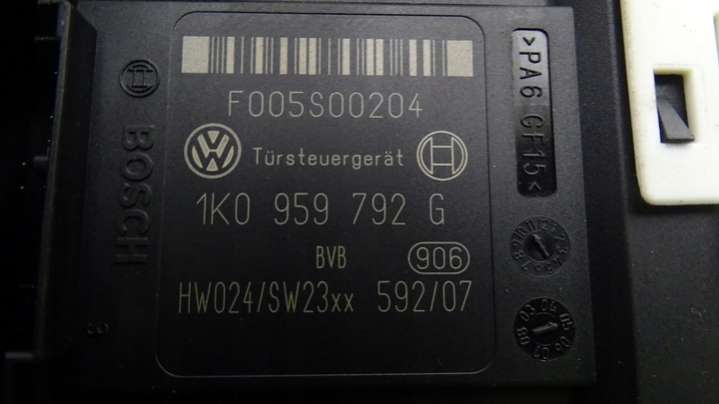 F005S00204
Türsteuergerät
1K0 959 792 G
BVB 906
HW024/SW23xx 592/07
BOSCH
>PA6 GF15<